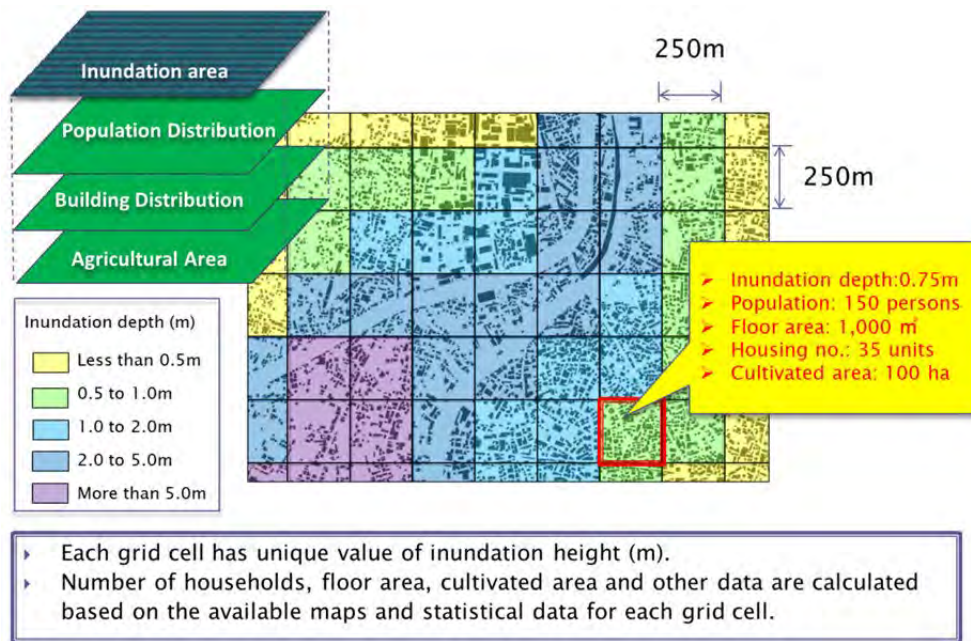 Inundation area
Population Distribution
Building Distribution
Agricultural Area
250m
250m
Inundation depth (m)
Less than 0.5m
0.5 to 1.0m
1.0 to 2.0m
2.0 to 5.0m
More than 5.0m
➢ Inundation depth:0.75m
➢ Population: 150 persons
➢ Floor area: 1,000 ㎡
➢ Housing no.: 35 units
➢ Cultivated area: 100 ha
Each grid cell has unique value of inundation height (m).
Number of households, floor area, cultivated area and other data are calculated
based on the available maps and statistical data for each grid cell.